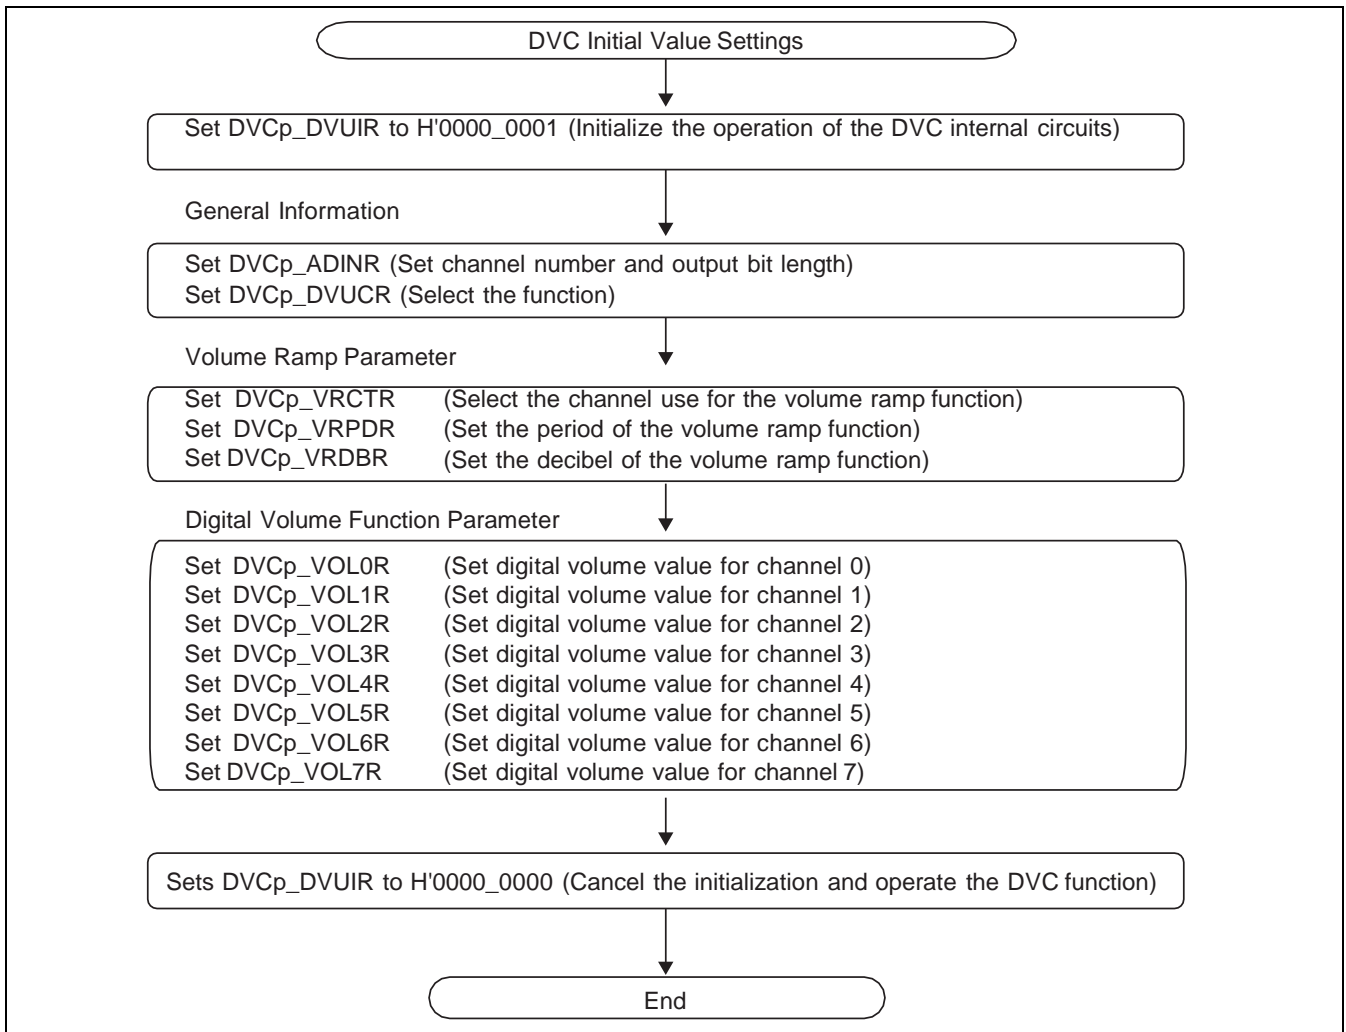 DVC Initial Value Settings
Set DVCp_DVUIR to H'0000_0001 (Initialize the operation of the DVC internal circuits)
General Information
Set DVCp_ADINR (Set channel number and output bit length)
Set DVCp_DVUCR (Select the function)
Volume Ramp Parameter
Set DVCp_VRCTR (Select the channel use for the volume ramp function)
Set DVCp_VRPDR (Set the period of the volume ramp function)
Set DVCp_VRDBR (Set the decibel of the volume ramp function)
Digital Volume Function Parameter
Set DVCp_VOL0R (Set digital volume value for channel 0)
Set DVCp_VOL1R (Set digital volume value for channel 1)
Set DVCp_VOL2R (Set digital volume value for channel 2)
Set DVCp_VOL3R (Set digital volume value for channel 3)
Set DVCp_VOL4R (Set digital volume value for channel 4)
Set DVCp_VOL5R (Set digital volume value for channel 5)
Set DVCp_VOL6R (Set digital volume value for channel 6)
Set DVCp_VOL7R (Set digital volume value for channel 7)
Sets DVCp_DVUIR to H'0000_0000 (Cancel the initialization and operate the DVC function)
End